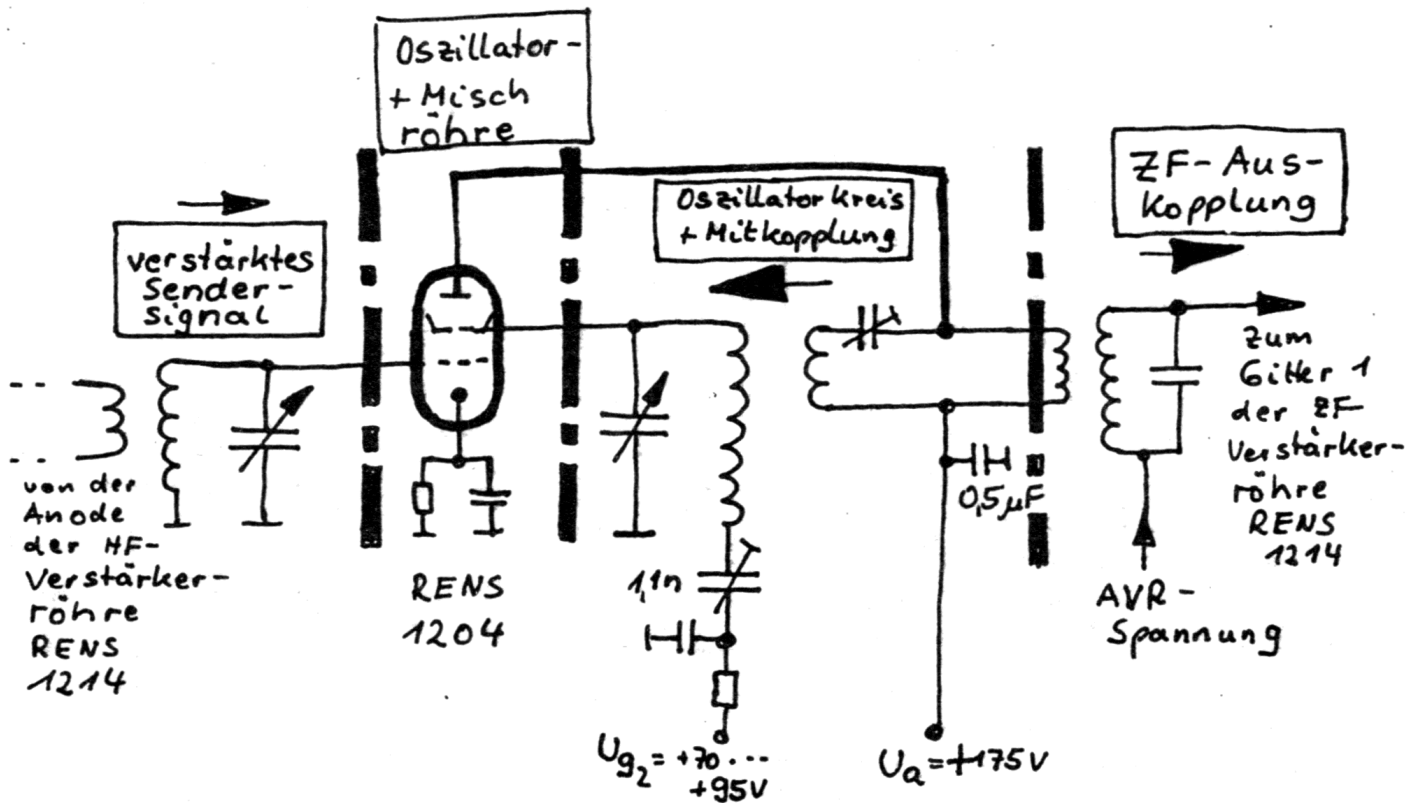 Oszillator-
+ Misch
röhre
verstärktes
Sender-
signal
Oszillatorkreis
+ Mitkopplung
ZF-Aus-
kopplung
von der
Anode
der HF-
Verstärker-
röhre
RENS
1214
RENS
1204
1,1n
Ug2 = +70...
+95V
0,5µF
Ua = +175V
zum
Gitter 1
der ZF
Verstärker-
röhre
RENS
1214
AVR-
Spannung